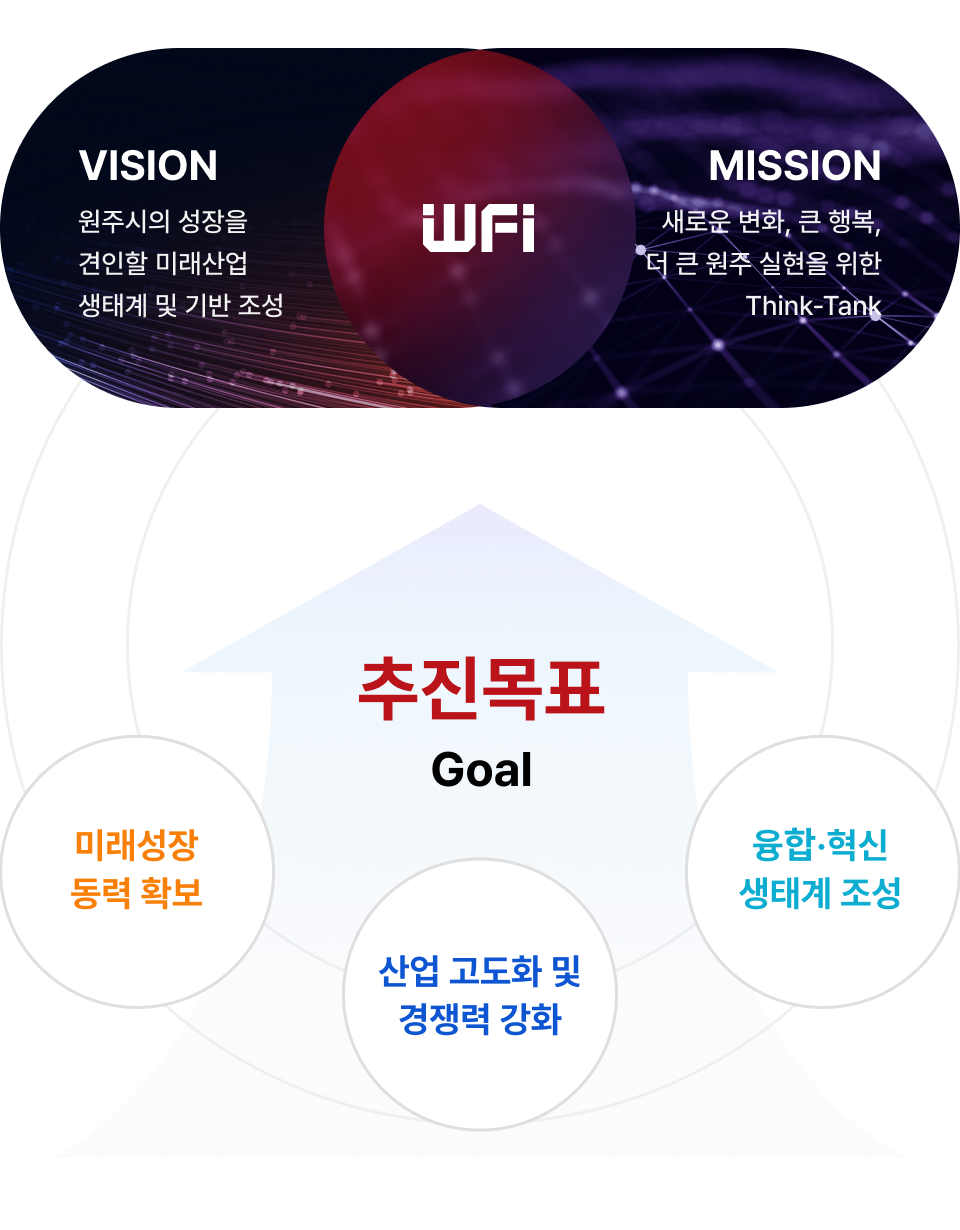 VISION
원주시의 성장을
견인할 미래산업
생태계 및 기반 조성
WFi
MISSION
새로운 변화, 큰 행복,
더 큰 원주 실현을 위한
Think-Tank
추진목표
Goal
미래성장
동력 확보
산업 고도화 및
경쟁력 강화
융합·혁신
생태계 조성